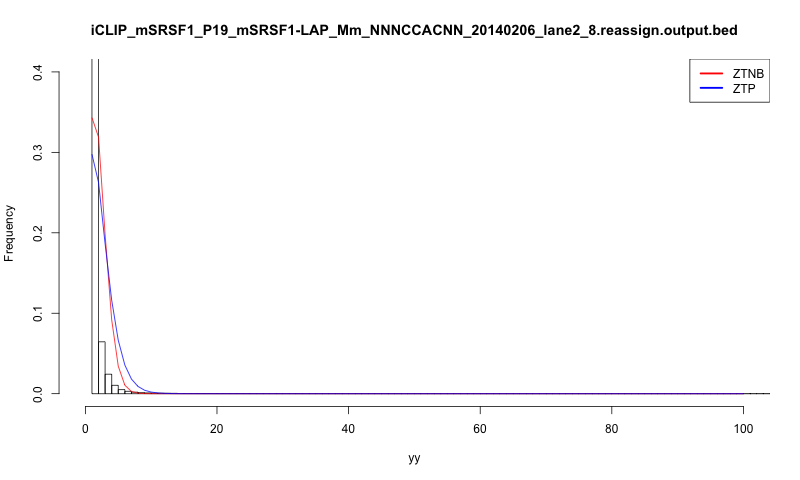 iCLIP_mSRSF1_P19_mSRSF1-LAP_Mm_NNNCCACNN_20140206_lane2_8.reassign.output.bed
ZTNB
ZTP
Frequency
0.4
0.3
0.2
0.1
0.0
0 20 40 60 80 100
yy